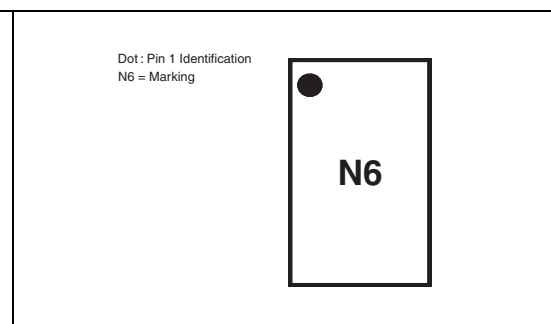 Dot : Pin 1 Identification
N6 = Marking
N6